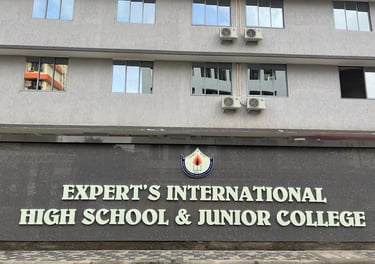 EXPERT'S INTERNATIONAL
HIGH SCHOOL & JUNIOR COLLEGE